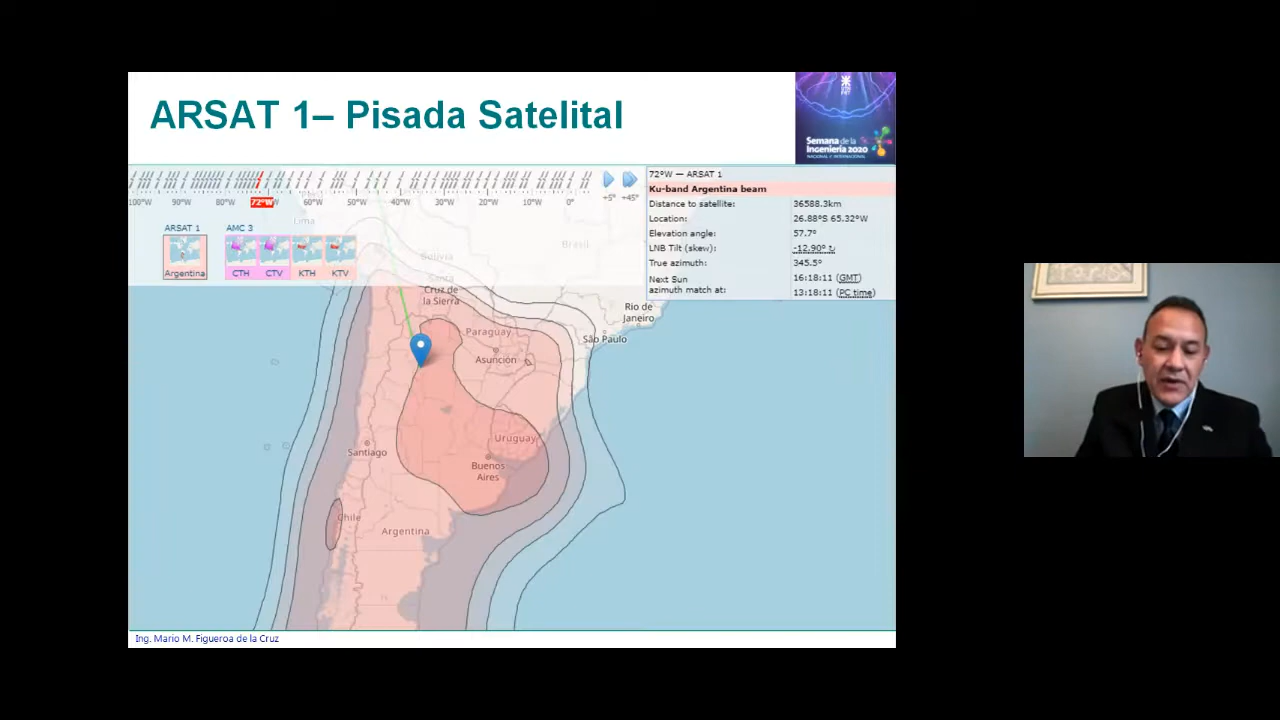 ARSAT 1– Pisada Satelital
Semana de la
Ingeniería 2020
NACIONAL e INTERNACIONAL
100°W 90°W 80°W 72°W 60°W 50°W 40°W 30°W 20°W 10°W 0°
+5° +45°
72°W — ARSAT 1
Ku-band Argentina beam
Distance to satellite: 36588.3km
Location: 26.88°S 65.32°W
Elevation angle: 57.7°
LNB Tilt (skew): -12.90° ↻
True azimuth: 345.5°
Next Sun
azimuth match at:
16:18:11 (GMT)
13:18:11 (PC time)
ARSAT 1
AMC 3
Argentina
CTH CTV KTH KTV
Lima
Brasil
Bolivia
Santa
Cruz de
la Sierra
Rio de
Janeiro
São Paulo
Paraguay
Asunción
Uruguay
Santiago
Buenos
Aires
Chile
Argentina
Ing. Mario M. Figueroa de la Cruz